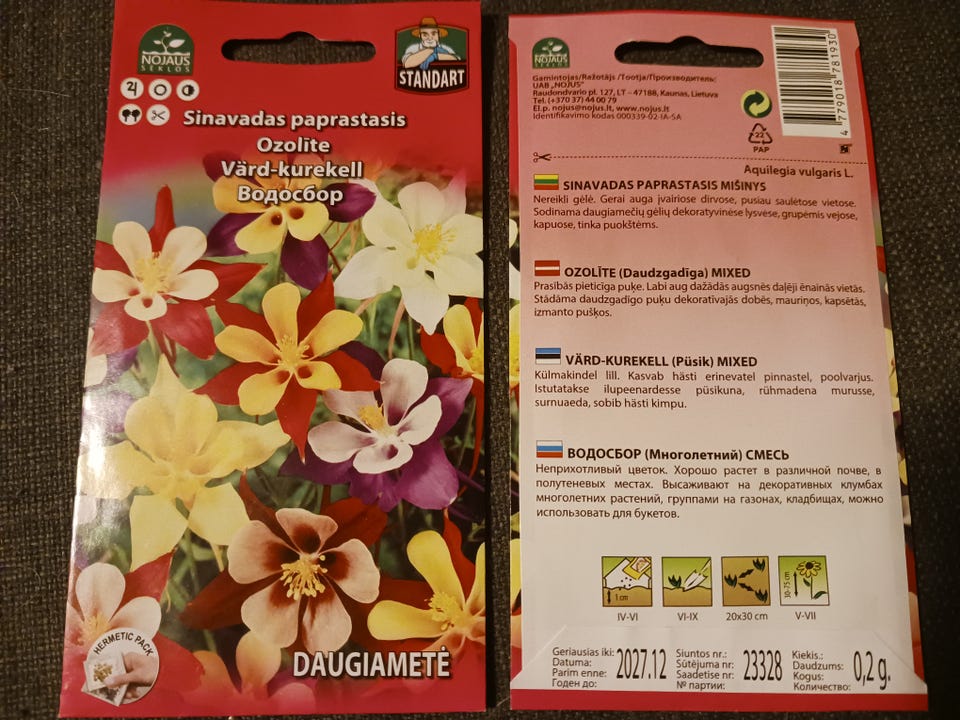 NOJAUS
SĖKLOS
STANDART
Sinavadas paprastasis
Ozolīte
Värd-kurekell
Водосбор
HERMETIC PACK
DAUGIAMETĖ
NOJAUS
SĖKLOS
Gamintojas/Ražotājs /Tootja/Производитель:
UAB „NOJUS"
Raudondvario pl. 127, LT – 47188, Kaunas, Lietuva
Tel. (+370 37) 44 00 79
El.p. nojus@nojus.lt, www.nojus.lt
Identifikavimo kodas 000339-02-IA-SA
4 779018 781930
22
PAP
Aquilegia vulgaris L.
SINAVADAS PAPRASTASIS MIŠINYS
Nereikli gėlė. Gerai auga įvairiose dirvose, pusiau saulėtose vietose.
Sodinama daugiamečių gėlių dekoratyvinėse lysvėse, grupėmis vejose,
kapuose, tinka puokštėms.
OZOLĪTE (Daudzgadīga) MIXED
Prasībās pieticīga puķe. Labi aug dažādās augsnēs daļēji ēnainās vietās.
Stādāma daudzgadīgo puķu dekoratīvajās dobēs, mauriņos, kapsētās,
izmanto pušķos.
VÄRD-KUREKELL (Püsik) MIXED
Külmakindel lill. Kasvab hästi erinevatel pinnastel, poolvarjus.
Istutatakse ilupeenardesse püsikuna, rühmadena murusse,
surnuaeda, sobib hästi kimpu.
ВОДОСБОР (Многолетний) СМЕСЬ
Неприхотливый цветок. Хорошо растет в различной почве, в
полутеневых местах. Высаживают на декоративных клумбах
многолетних растений, группами на газонах, кладбищах, можно
использовать для букетов.
1 cm
30-75 cm
IV-VI VI-IX 20x30 cm V-VII
Geriausias iki:
Datuma:
Parim enne:
Годен до:
2027.12
Siuntos nr.:
Sūtējuma nr:
Saadetise nr:
№ партии:
23328
Kiekis.:
Daudzums:
Kogus:
Количество:
0,2 g.